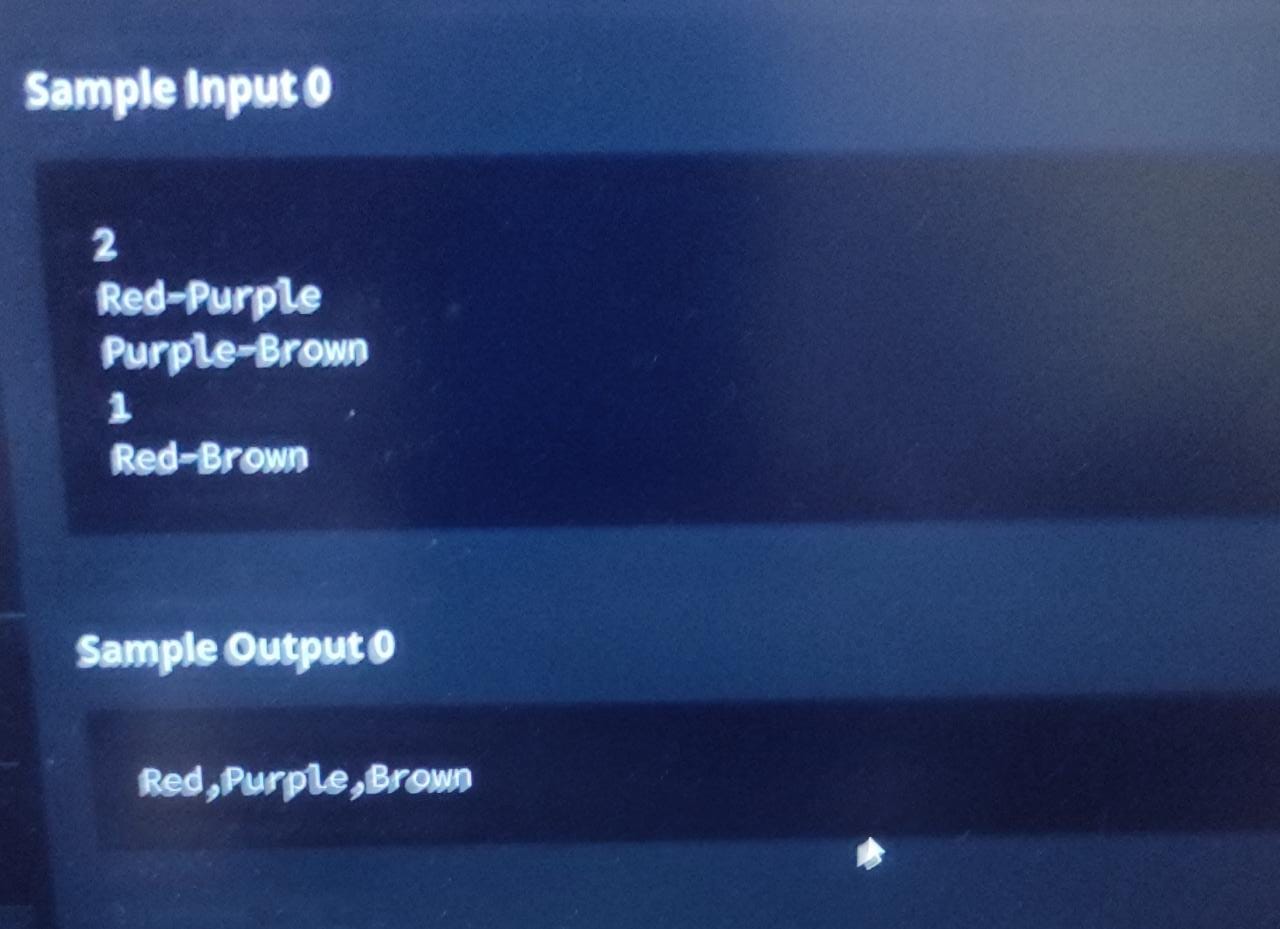 Sample Input 0
2
Red-Purple
Purple-Brown
1
Red-Brown
Sample Output 0
Red,Purple,Brown